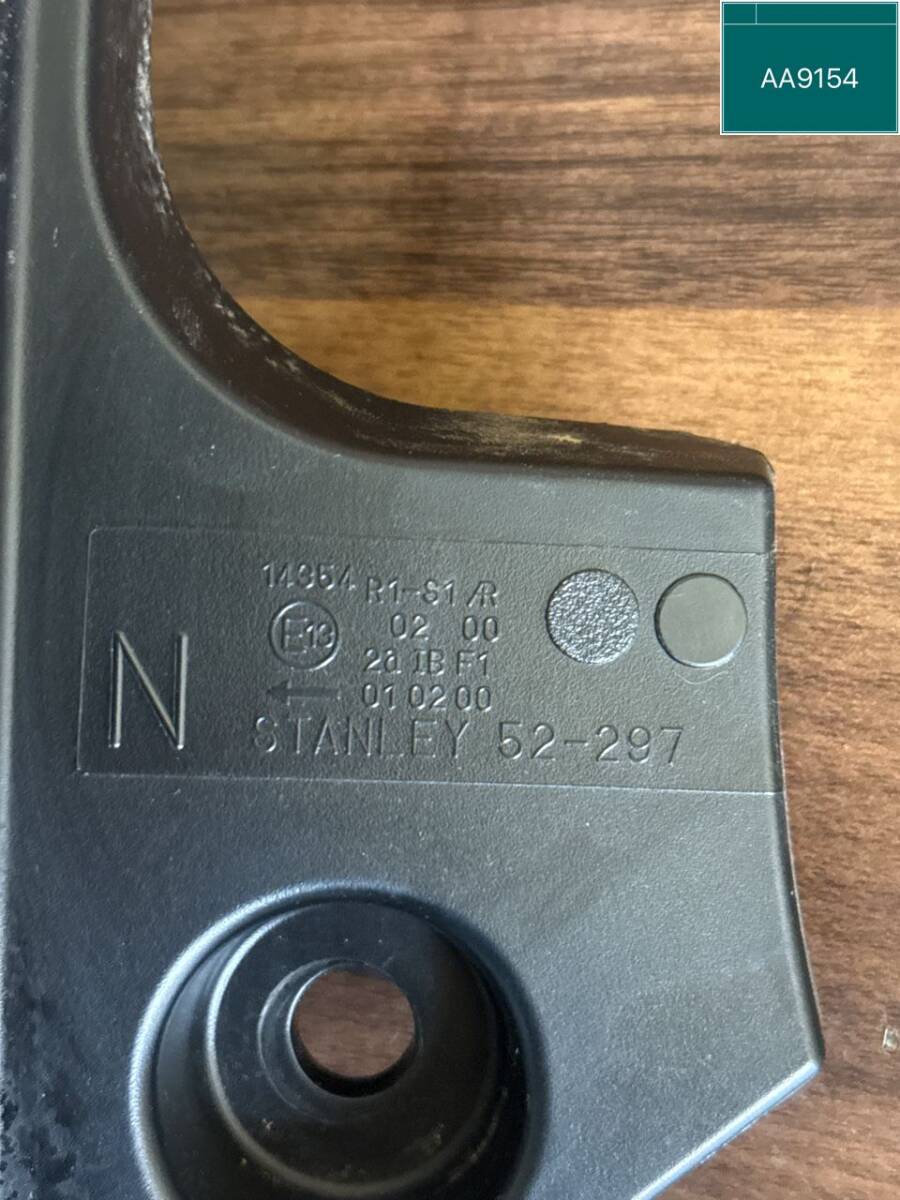 AA9154
14354 R1-S1 /R
E13 02 00
2a IB F1
01 02 00
N
STANLEY 52-297